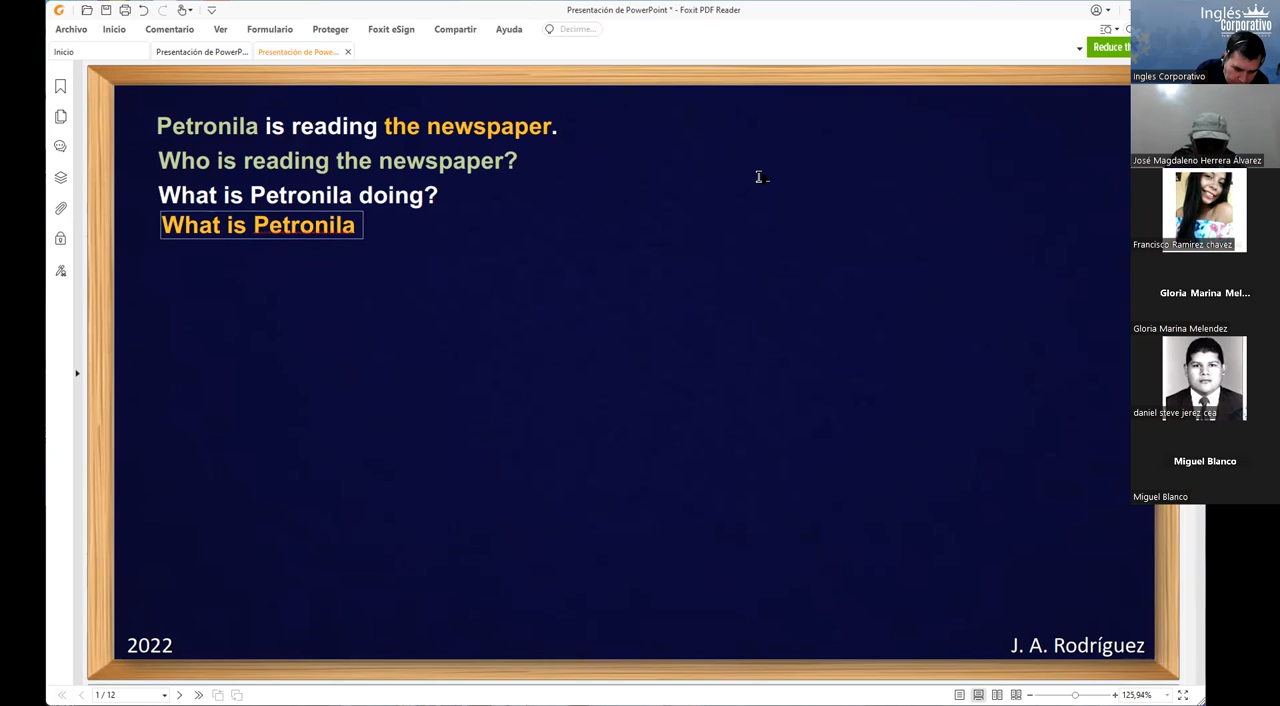 Presentación de PowerPoint * - Foxit PDF Reader
Archivo Inicio Comentario Ver Formulario Proteger Foxit eSign Compartir Ayuda Decirme...
Inicio Presentación de PowerP... Presentación de Powe...
Reduce th
Petronila is reading the newspaper.
Who is reading the newspaper?
What is Petronila doing?
What is Petronila
2022
J. A. Rodríguez
1 / 12
125,94%
Inglés
Corporativo
Ingles Corporativo
José Magdaleno Herrera Álvarez
Francisco Ramirez chavez
Gloria Marina Mel...
Gloria Marina Melendez
daniel steve jerez cea
Miguel Blanco
Miguel Blanco